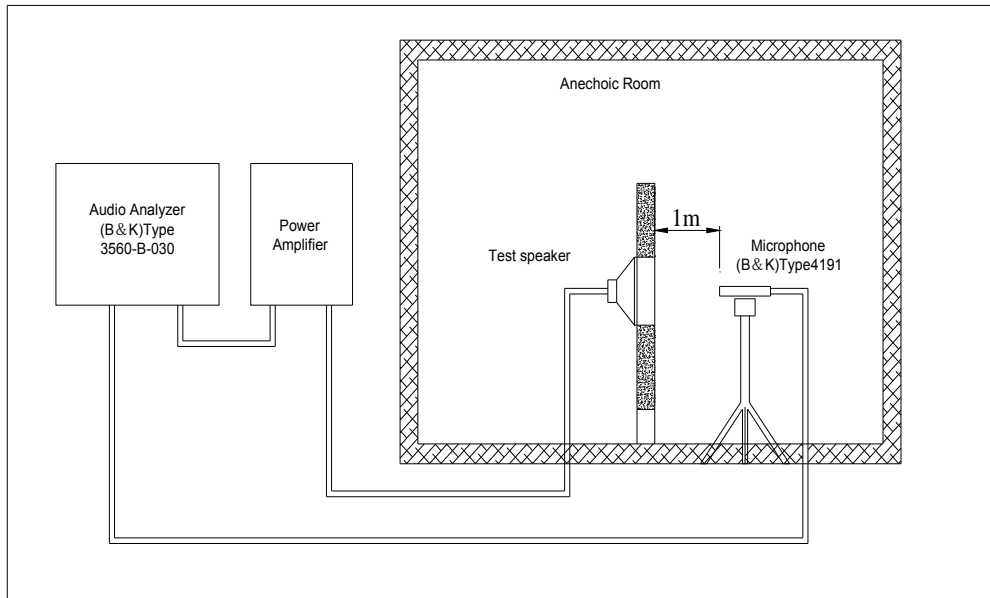 Anechoic Room
Audio Analyzer
(B&K)Type
3560-B-030
Power
Amplifier
Test speaker
1m
Microphone
(B&K)Type4191